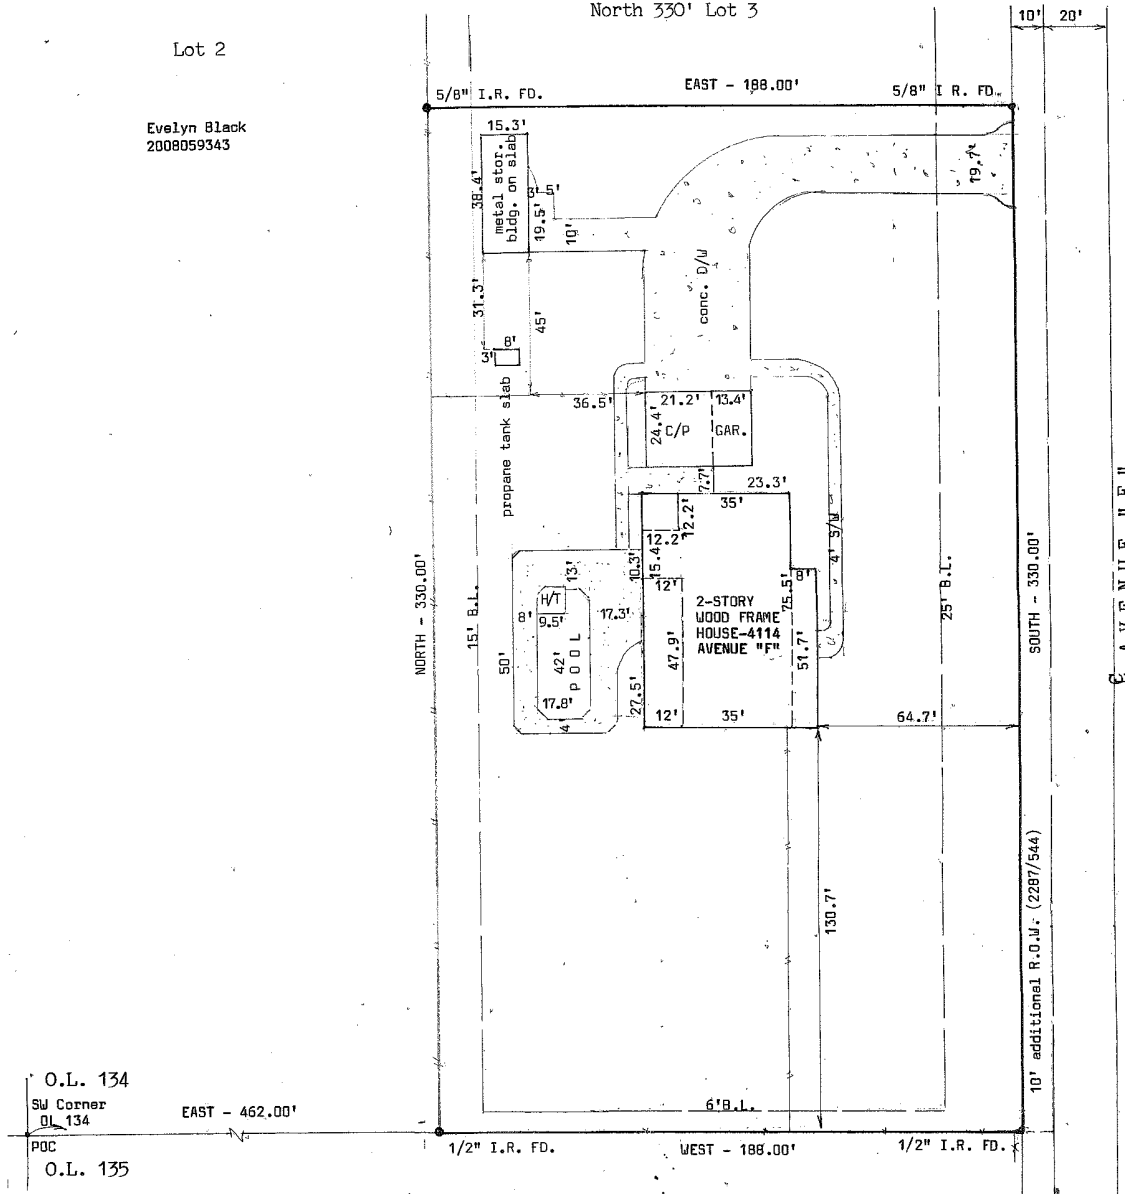 North 330' Lot 3
10' 20'
Lot 2
5/8" I.R. FD.
EAST - 188.00'
5/8" I R. FD.
Evelyn Black
2008059343
15.3'
38.4'
metal stor.
bldg. on slab
3' 5'
19.5'
10'
19.7'
conc. D/W
31.3'
45'
8'
3'
propane tank slab
36.5'
21.2' 13.4'
24.4'
C/P GAR.
7.7'
23.3'
35'
12.2'
12.2'
15.4'
10.3'
4' S/W
NORTH - 330.00'
15' B.L.
25' B.L.
SOUTH - 330.00'
AVENUE "F"
13'
12'
8'
75.5'
H/T
8'
9.5'
17.3'
2-STORY
WOOD FRAME
HOUSE-4114
AVENUE "F"
50'
42'
POOL
47.9'
51.7'
17.8'
4'
27.5'
12' 35'
64.7'
130.7'
10' additional R.O.W. (2287/544)
O.L. 134
SW Corner
OL 134
EAST - 462.00'
6'B.L.
POC
O.L. 135
1/2" I.R. FD.
WEST - 188.00'
1/2" I.R. FD.